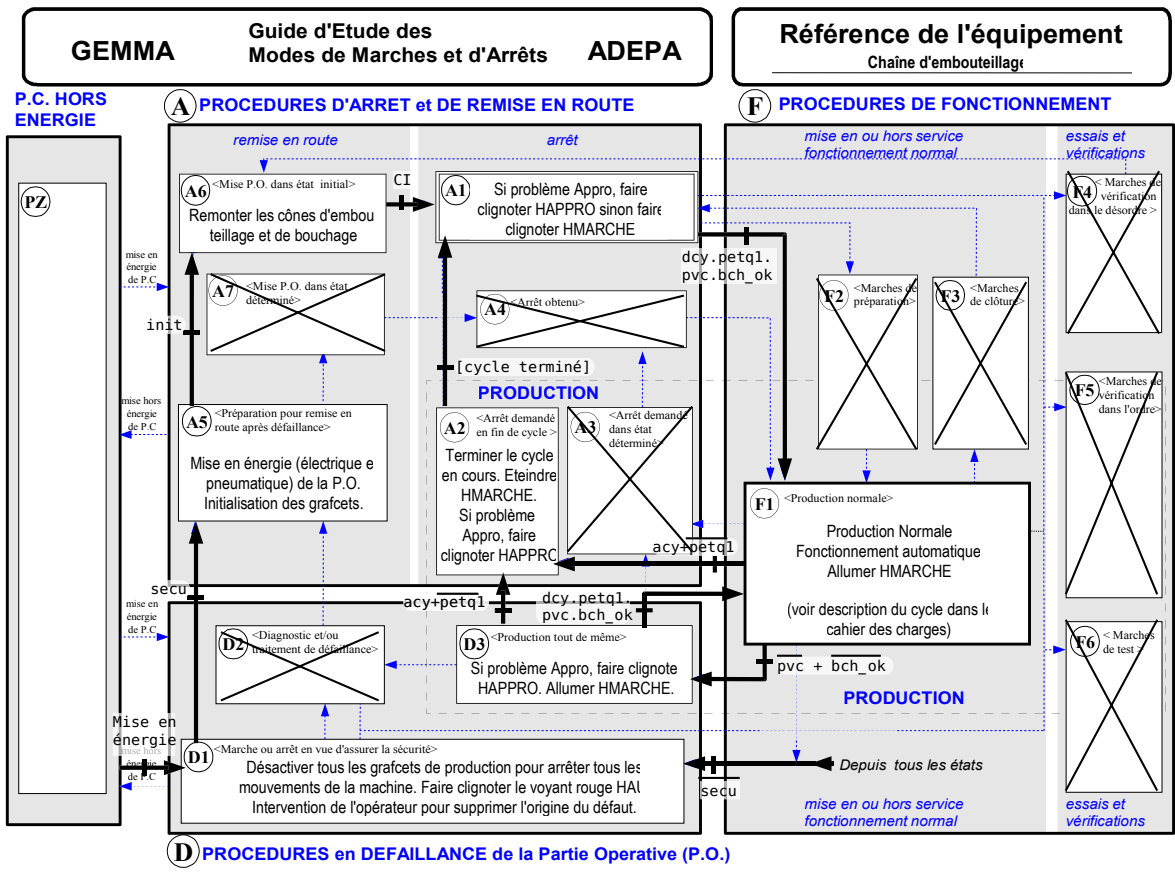 GEMMA
Guide d'Etude des
Modes de Marches et d'Arrêts
ADEPA
Référence de l'équipement
Chaîne d'embouteillage
P.C. HORS
ENERGIE
A PROCEDURES D'ARRET et DE REMISE EN ROUTE
F PROCEDURES DE FONCTIONNEMENT
remise en route
arrêt
mise en ou hors service
fonctionnement normal
essais et
vérifications
PZ
A6 <Mise P.O. dans état initial>
Remonter les cônes d'embou
teillage et de bouchage
CI
A1
Si problème Appro, faire
clignoter HAPPRO sinon faire
clignoter HMARCHE
F4 < Marches de
vérification
dans le désordre >
dcy.petq1.
pvc.bch_ok
mise en
énergie
de P.C
A7 <Mise P.O. dans état
déterminé>
A4 <Arrêt obtenu>
F2 <Marches de
préparation>
F3 <Marches
de clôture>
init
[cycle terminé]
PRODUCTION
mise hors
énergie
de P.C
A5 <Préparation pour remise en
route après défaillance>
Mise en énergie (électrique e
pneumatique) de la P.O.
Initialisation des grafcets.
A2 <Arrêt demandé
en fin de cycle >
Terminer le cycle
en cours. Eteindre
HMARCHE.
Si problème
Appro, faire
clignoter HAPPRO
A3 <Arrêt demandé
dans état
déterminé>
F5 <Marches de
vérification
dans l'ordre>
F1 <Production normale>
Production Normale
Fonctionnement automatique
Allumer HMARCHE
(voir description du cycle dans le
cahier des charges)
acy+petq1
secu
acy+petq1
dcy.petq1.
pvc.bch_ok
mise en
énergie
de P.C
D2 <Diagnostic et/ou
traitement de défaillance>
D3 <Production tout de même>
Si problème Appro, faire clignote
HAPPRO. Allumer HMARCHE.
pvc + bch_ok
F6 < Marches
de test >
PRODUCTION
Mise en
énergie
mise hors
énergie
de P.C
D1 <Marche ou arrêt en vue d'assurer la sécurité>
Désactiver tous les grafcets de production pour arrêter tous les
mouvements de la machine. Faire clignoter le voyant rouge HAU
Intervention de l'opérateur pour supprimer l'origine du défaut.
secu
Depuis tous les états
mise en ou hors service
fonctionnement normal
essais et
vérifications
D PROCEDURES en DEFAILLANCE de la Partie Operative (P.O.)